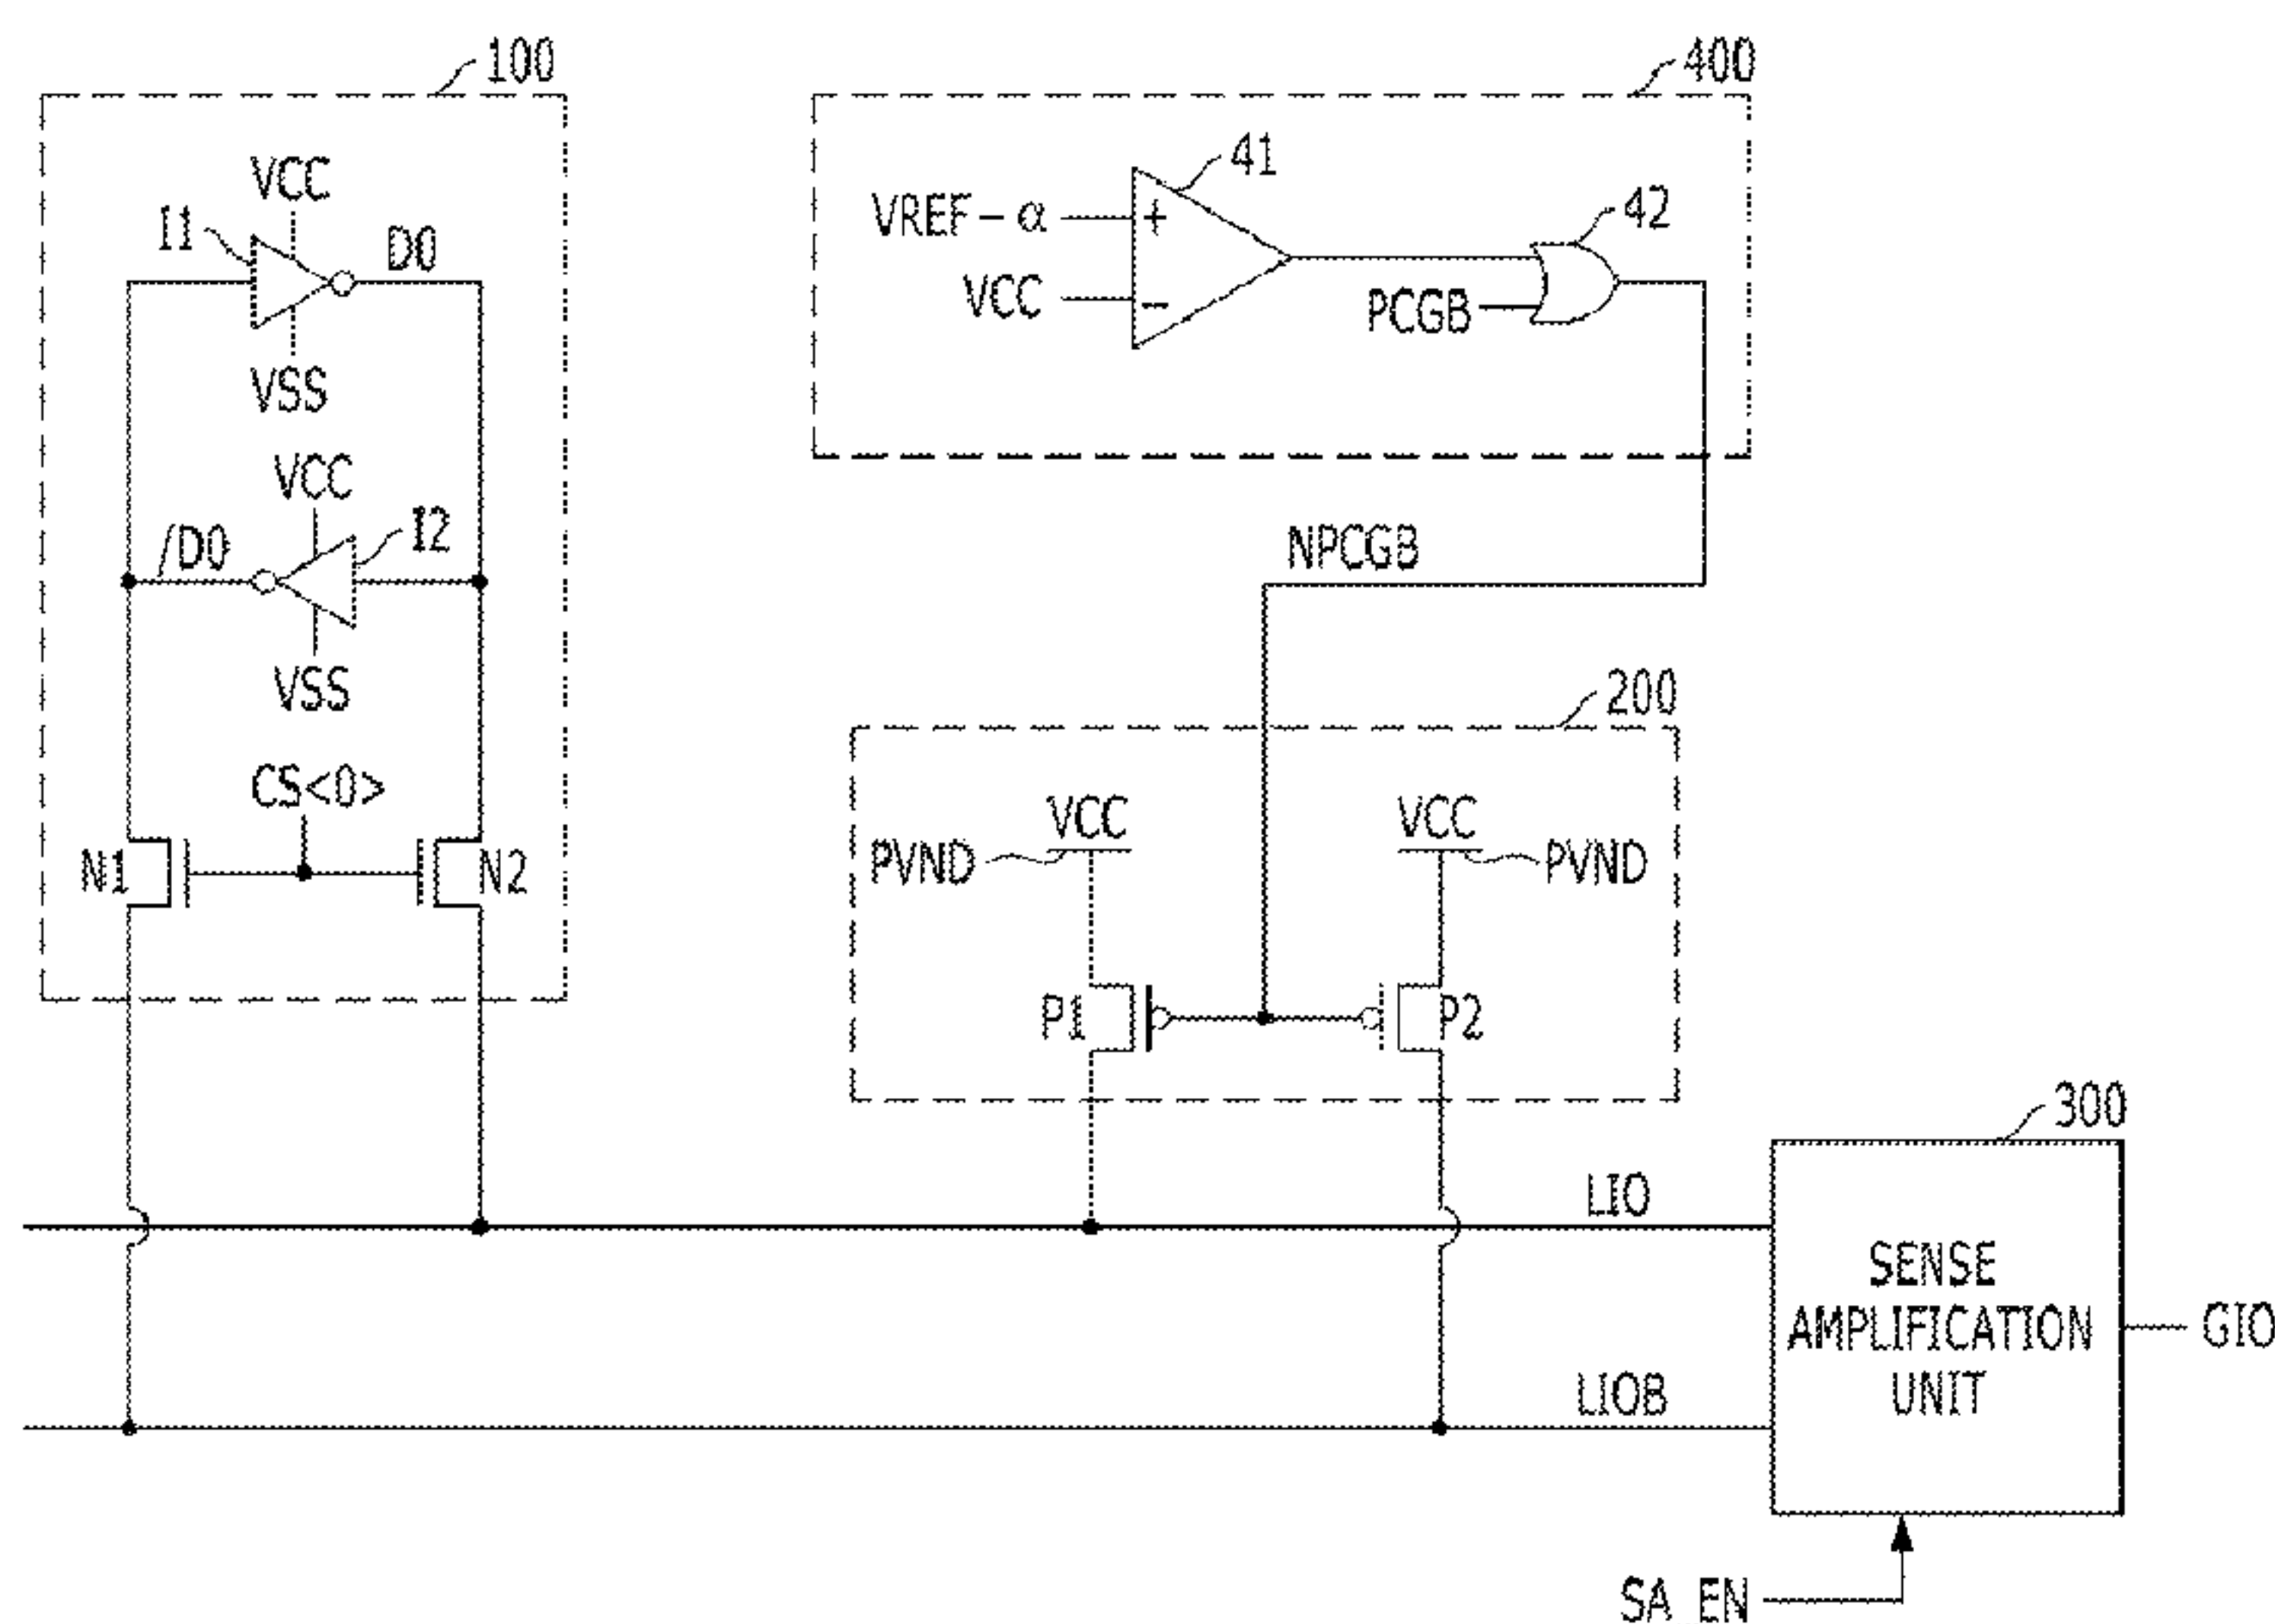 100
VCC
I1
D0
VSS
VCC
/D0
I2
VSS
CS<0>
N1
N2
400
41
VREF-α
+
VCC
-
42
PCGB
NPCGB
200
VCC
VCC
PVND
PVND
P1
P2
300
LIO
LIOB
SENSE
AMPLIFICATION
UNIT
GIO
SA_EN